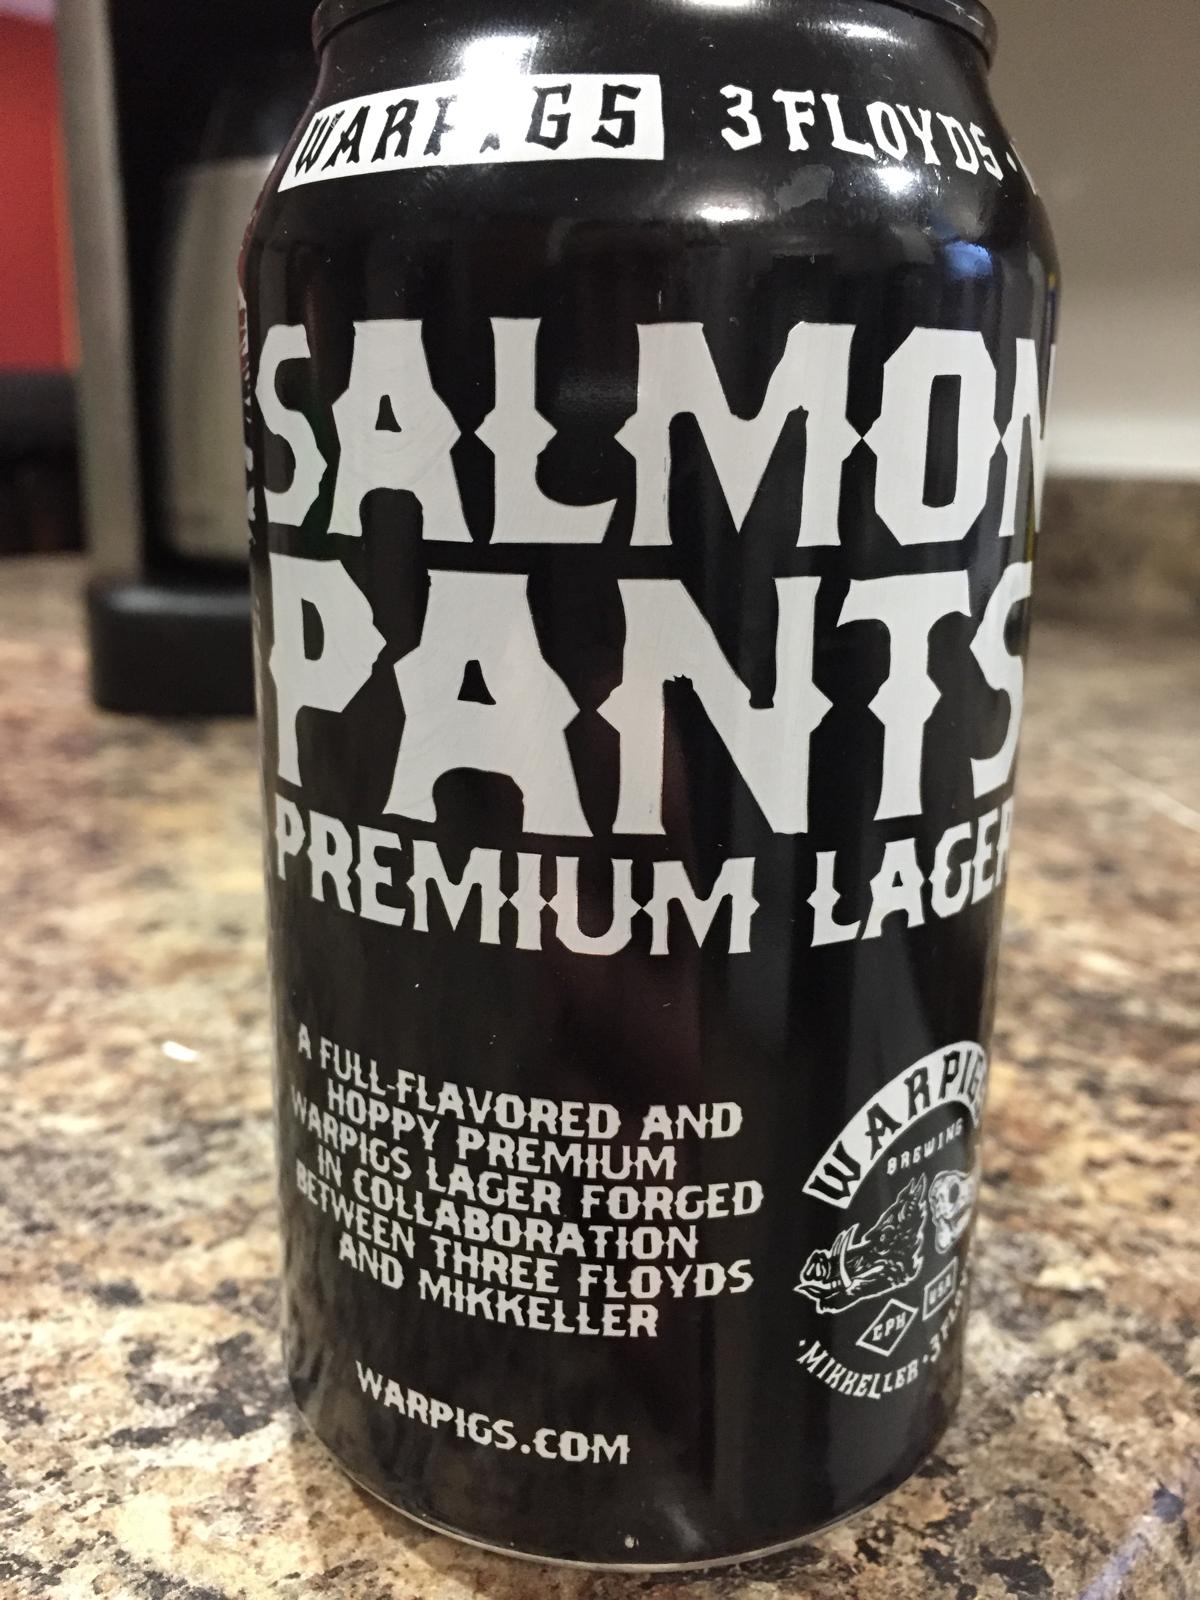 WARPIGS 3 FLOYDS ·
SALMON
PANTS
PREMIUM LAGER
A FULL-FLAVORED AND
HOPPY PREMIUM
WARPIGS LAGER FORGED
IN COLLABORATION
BETWEEN THREE FLOYDS
AND MIKKELLER
WARPIGS.COM
WARPIGS
BREWING
CPH USA
·MIKKELLER·